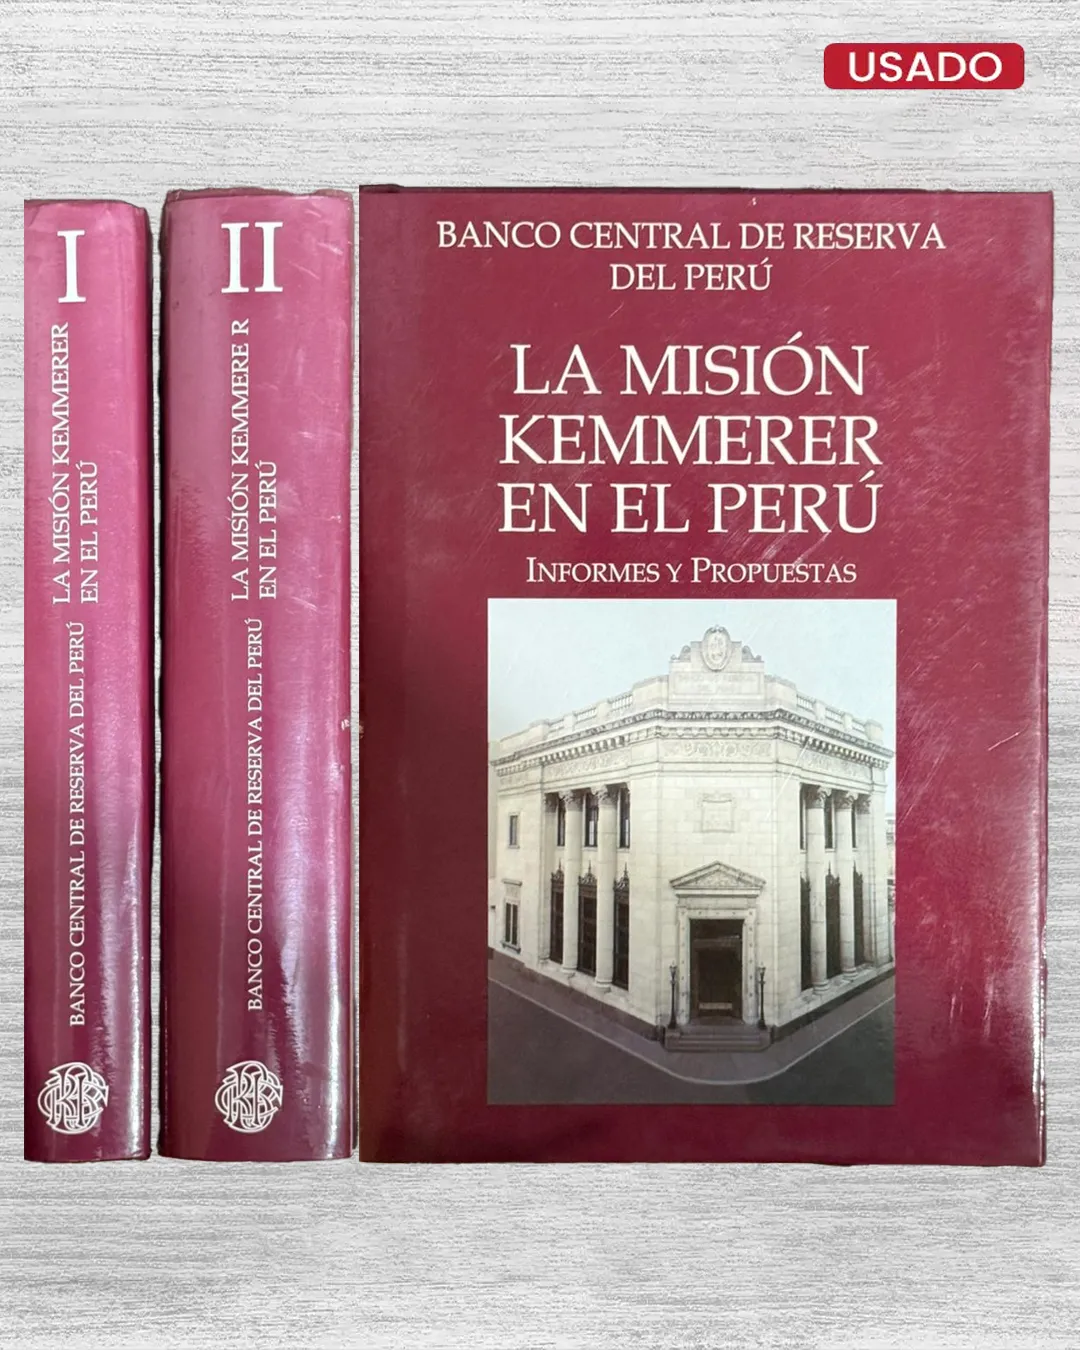 USADO
I
LA MISIÓN KEMMERER
EN EL PERÚ
BANCO CENTRAL DE RESERVA DEL PERÚ
II
LA MISIÓN KEMMERE R
EN EL PERÚ
BANCO CENTRAL DE RESERVA DEL PERÚ
BANCO CENTRAL DE RESERVA
DEL PERÚ
LA MISIÓN
KEMMERER
EN EL PERÚ
INFORMES Y PROPUESTAS